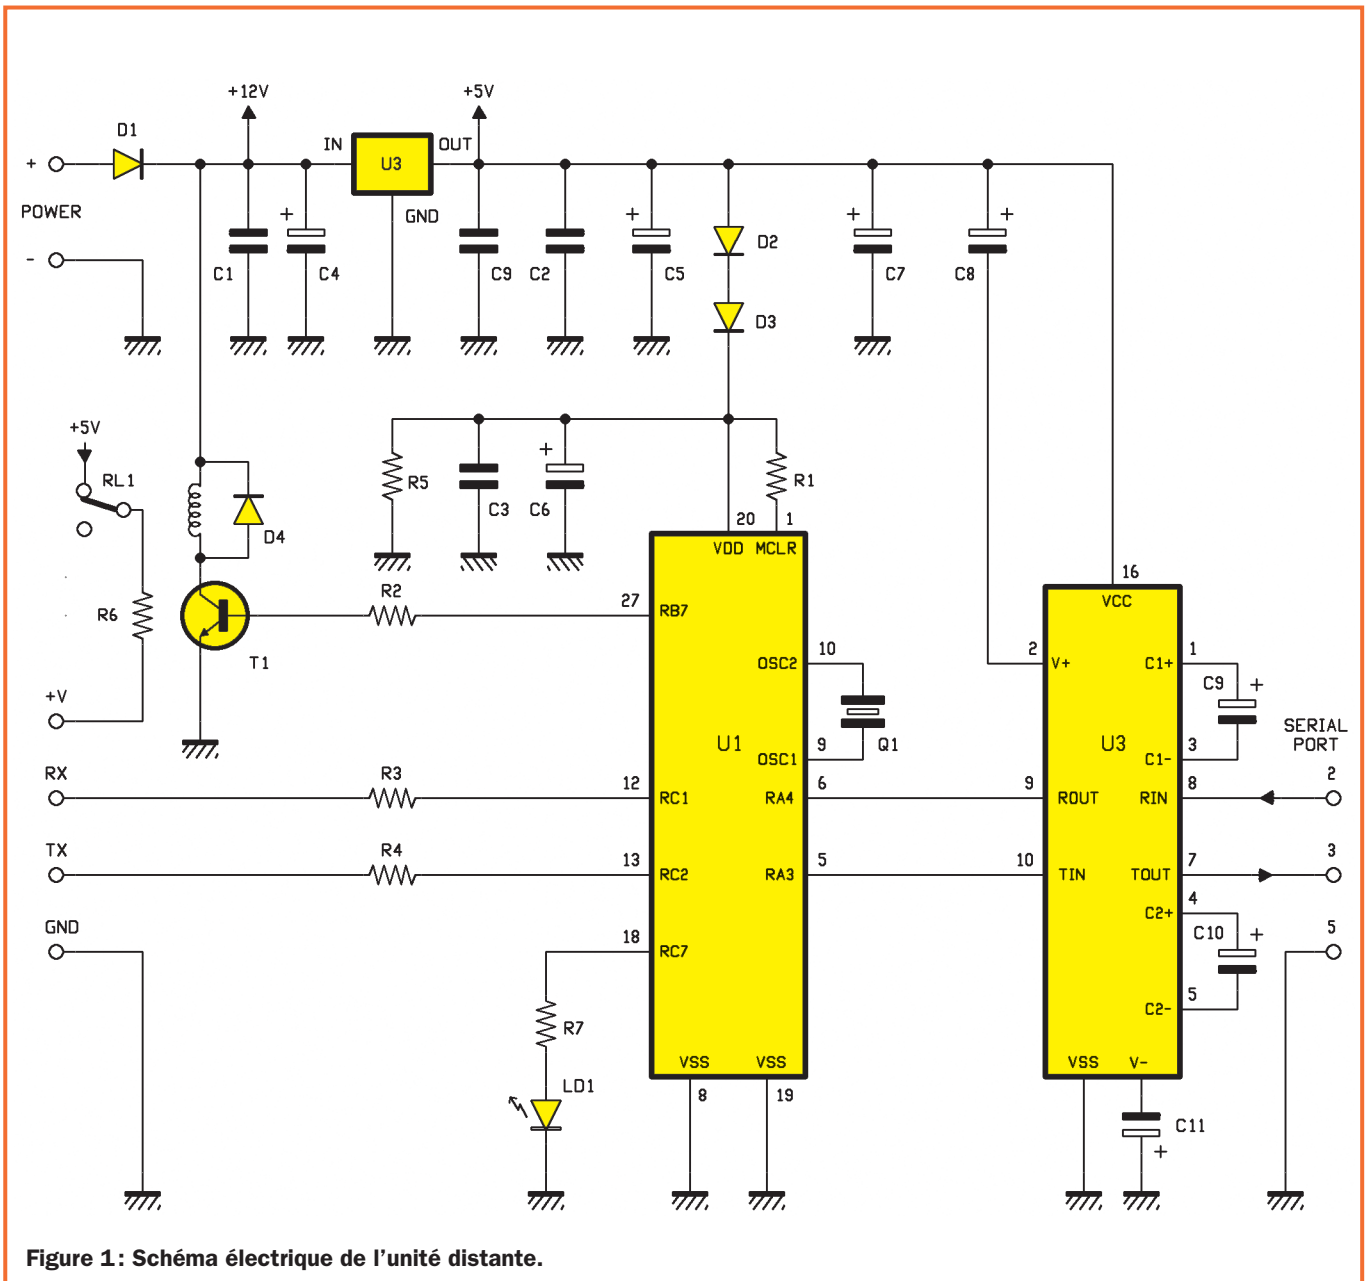 +12V
+5V
D1
IN
U3
OUT
+
POWER
GND
-
+
+
+
+
C1
C4
C9
C2
C5
D2
C7
C8
D3
+5V
RL1
+
R5
C3
C6
R1
D4
20
1
VDD
MCLR
16
VCC
R6
R2
27
RB7
T1
10
OSC2
2
V+
C1+
1
+V
C9
+
U1
Q1
U3
SERIAL
PORT
9
OSC1
C1-
3
RX
R3
12
RC1
RA4
6
9
ROUT
RIN
8
2
TX
R4
13
RC2
RA3
5
10
TIN
TOUT
7
3
C2+
4
GND
C10
+
5
18
RC7
C2-
5
R7
VSS
VSS
VSS
V-
LD1
8
19
C11
+
Figure 1: Schéma électrique de l'unité distante.